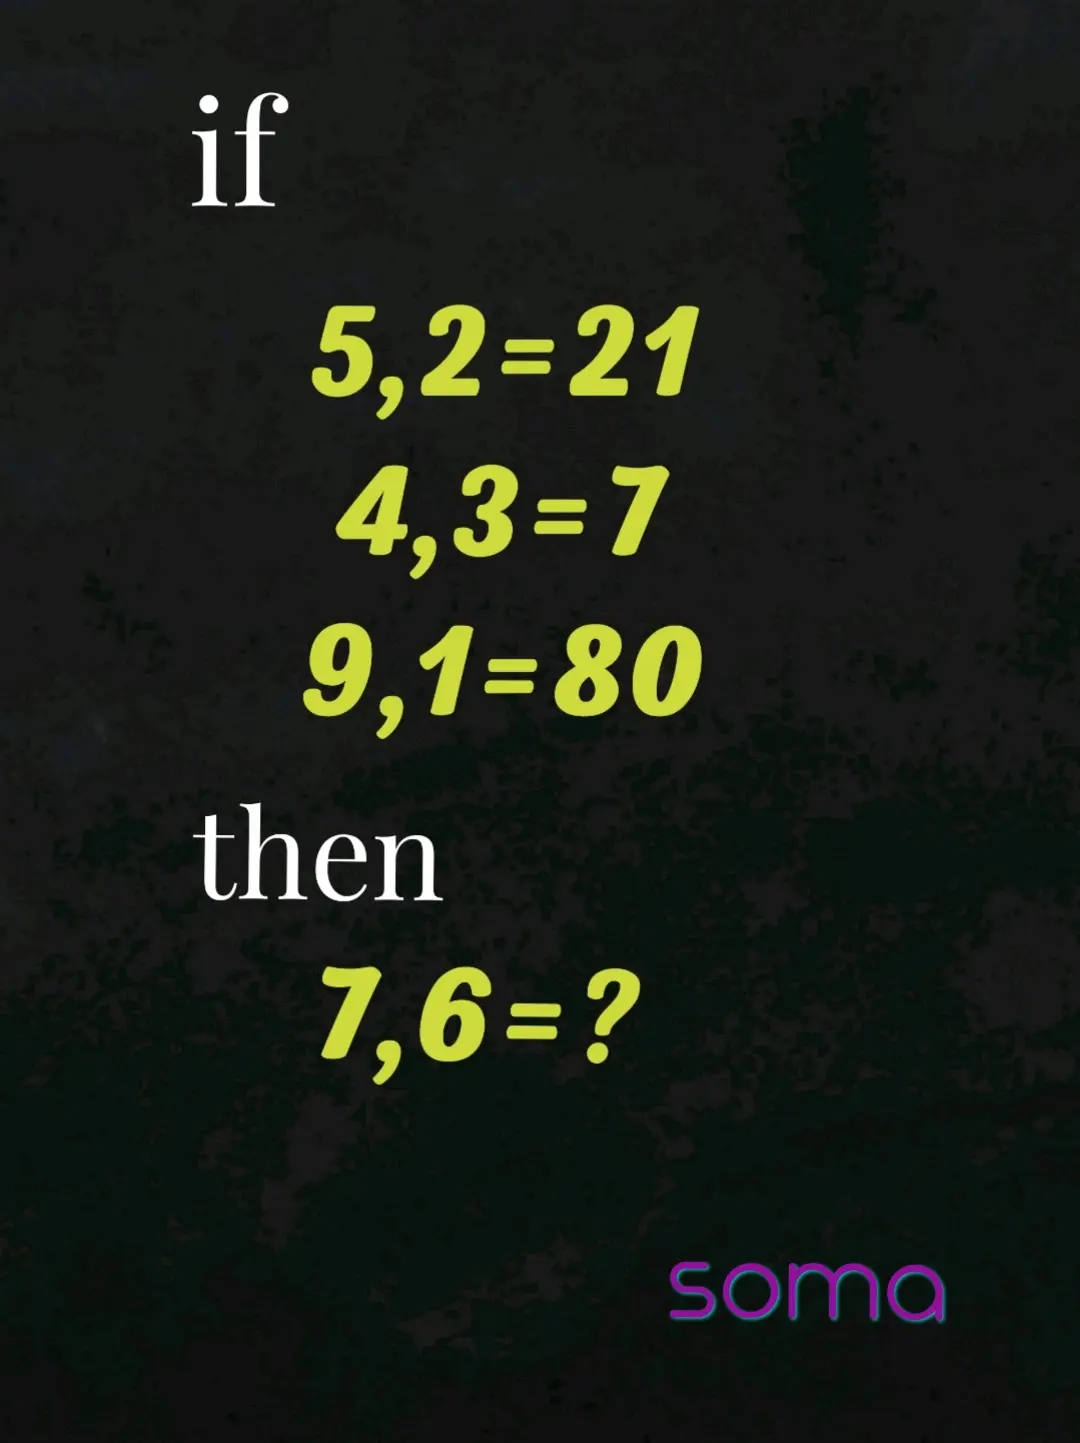 if
5,2=21
4,3=7
9,1=80
then
7,6=?
soma